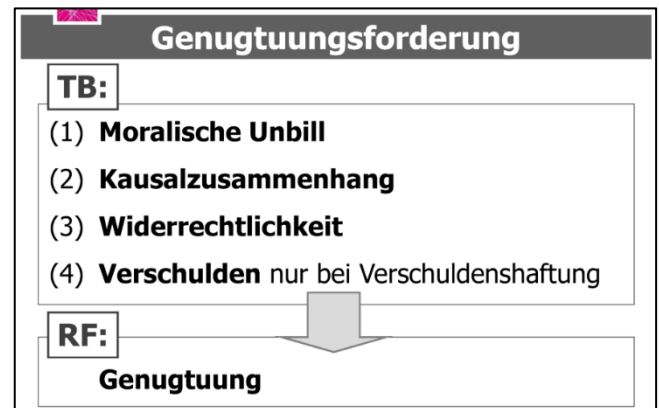 Genugtuungsforderung
TB:
(1) Moralische Unbill
(2) Kausalzusammenhang
(3) Widerrechtlichkeit
(4) Verschulden nur bei Verschuldenshaftung
RF:
Genugtuung